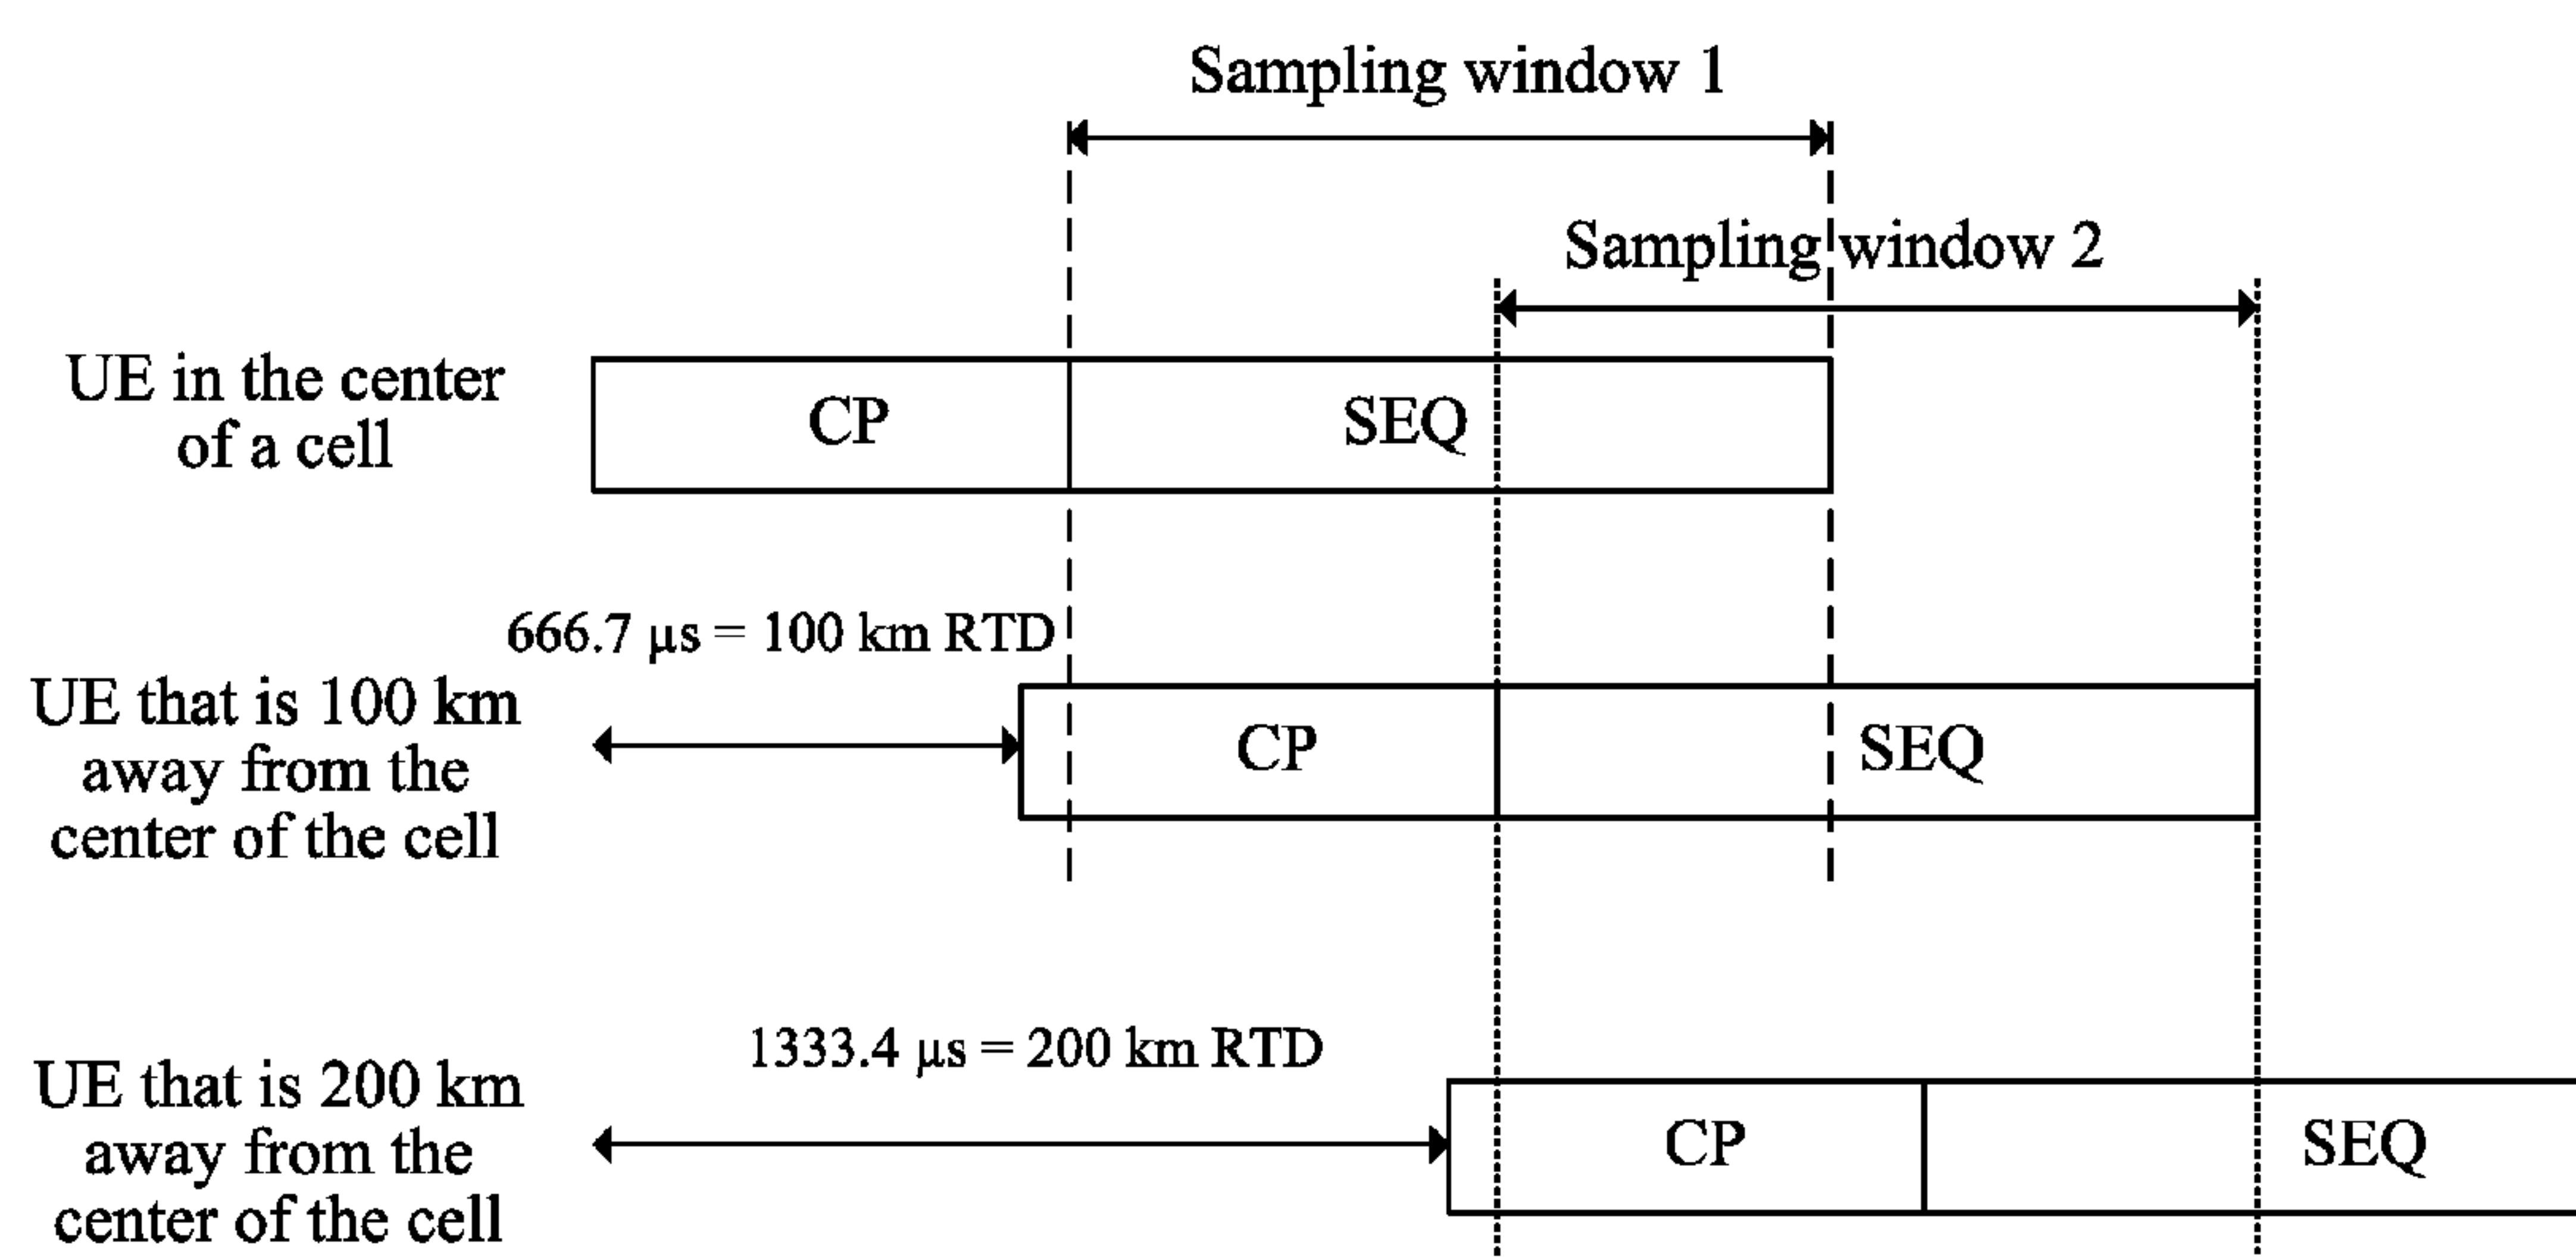 Sampling window 1
Sampling window 2
UE in the center
of a cell
CP
SEQ
666.7 μs = 100 km RTD
UE that is 100 km
away from the
center of the cell
CP
SEQ
1333.4 μs = 200 km RTD
UE that is 200 km
away from the
center of the cell
CP
SEQ